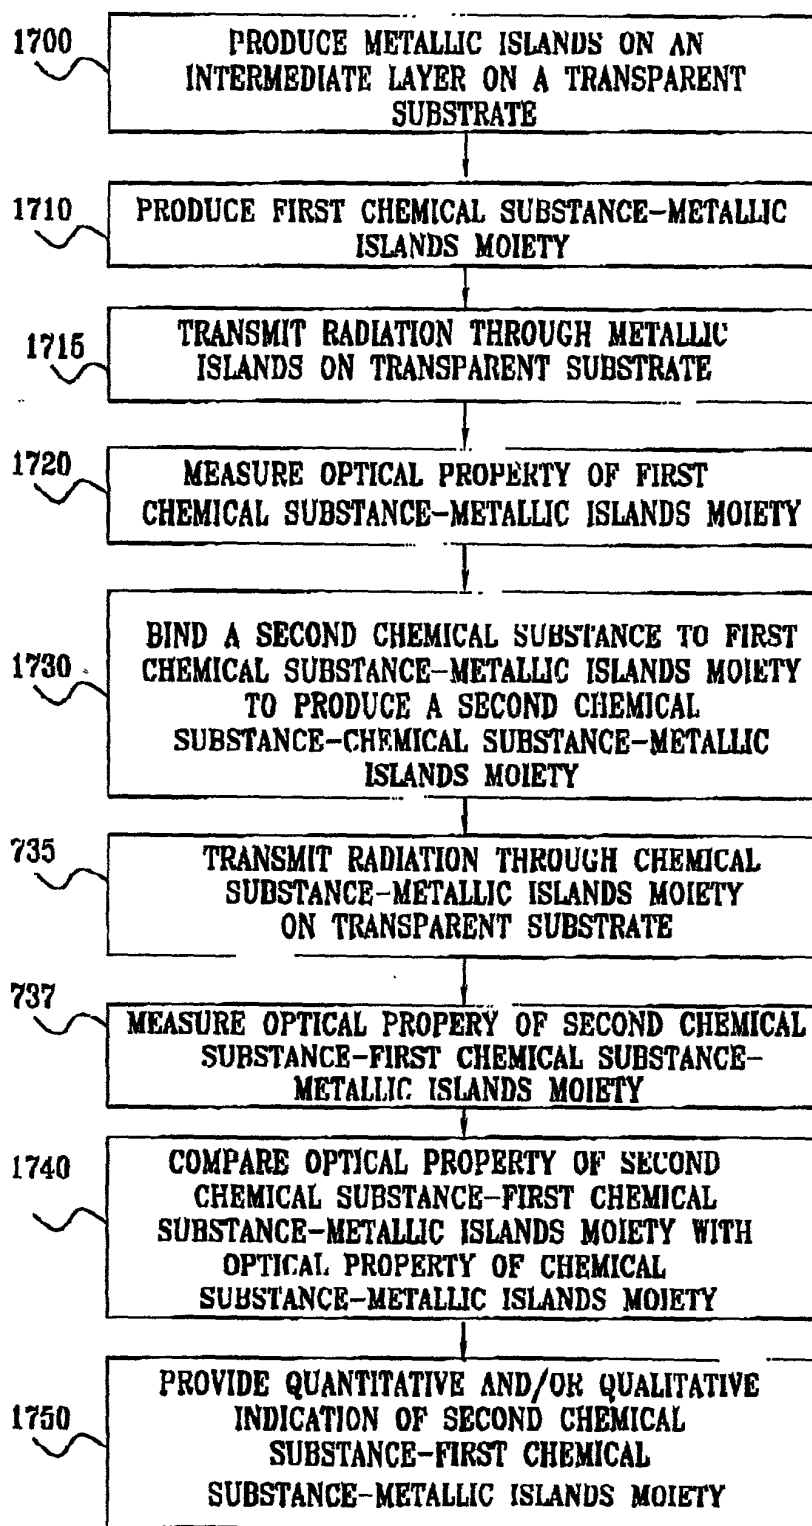 1700
PRODUCE METALLIC ISLANDS ON AN
INTERMEDIATE LAYER ON A TRANSPARENT
SUBSTRATE
1710
PRODUCE FIRST CHEMICAL SUBSTANCE-METALLIC
ISLANDS MOIETY
1715
TRANSMIT RADIATION THROUGH METALLIC
ISLANDS ON TRANSPARENT SUBSTRATE
1720
MEASURE OPTICAL PROPERTY OF FIRST
CHEMICAL SUBSTANCE-METALLIC ISLANDS MOIETY
1730
BIND A SECOND CHEMICAL SUBSTANCE TO FIRST
CHEMICAL SUBSTANCE-METALLIC ISLANDS MOIETY
TO PRODUCE A SECOND CHEMICAL
SUBSTANCE-CHEMICAL SUBSTANCE-METALLIC
ISLANDS MOIETY
735
TRANSMIT RADIATION THROUGH CHEMICAL
SUBSTANCE-METALLIC ISLANDS MOIETY
ON TRANSPARENT SUBSTRATE
737
MEASURE OPTICAL PROPERY OF SECOND CHEMICAL
SUBSTANCE-FIRST CHEMICAL SUBSTANCE-
METALLIC ISLANDS MOIETY
1740
COMPARE OPTICAL PROPERTY OF SECOND
CHEMICAL SUBSTANCE-FIRST CHEMICAL
SUBSTANCE-METALLIC ISLANDS MOIETY WITH
OPTICAL PROPERTY OF CHEMICAL
SUBSTANCE-METALLIC ISLANDS MOIETY
1750
PROVIDE QUANTITATIVE AND/OR QUALITATIVE
INDICATION OF SECOND CHEMICAL
SUBSTANCE-FIRST CHEMICAL
SUBSTANCE-METALLIC ISLANDS MOIETY